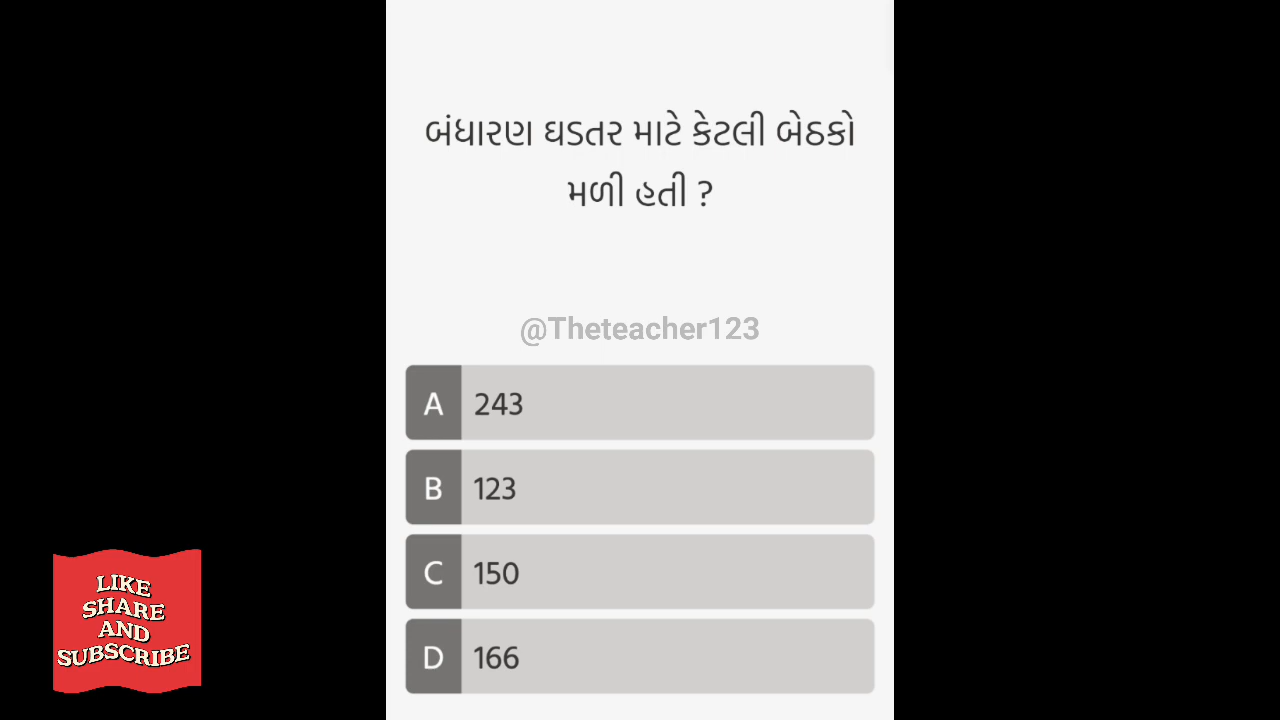 બંધારણ ઘડતર માટે કેટલી બેઠકો
મળી હતી ?
@Theteacher123
A 243
B 123
C 150
D 166
LIKE
SHARE
AND
SUBSCRIBE